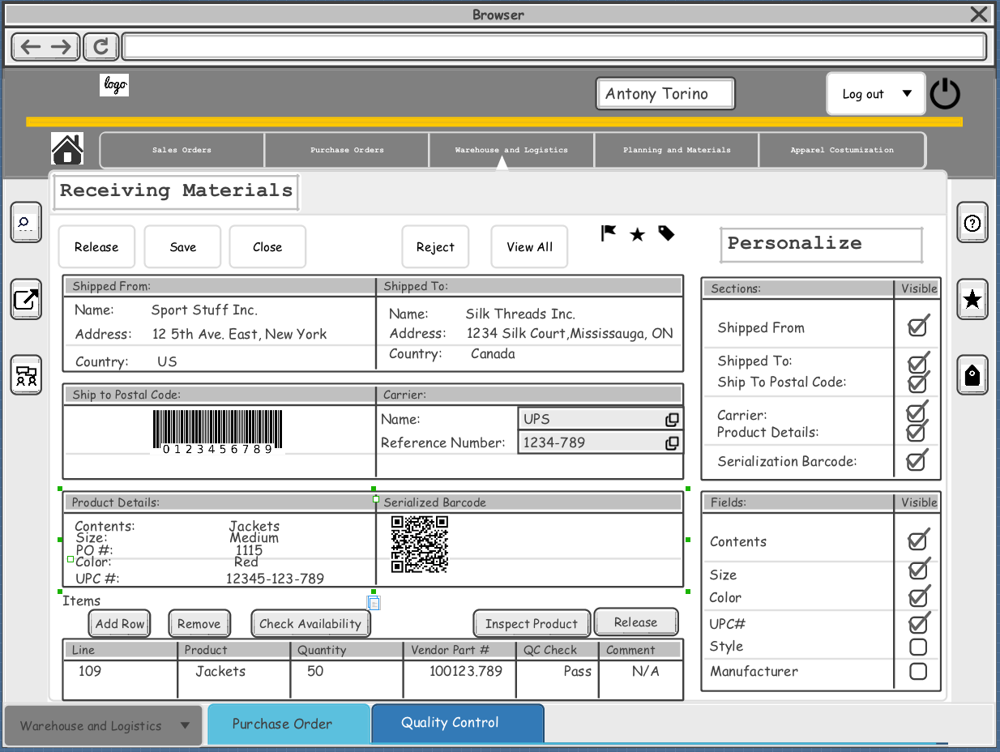 Browser
logo
Antony Torino
Log out
Sales Orders
Purchase Orders
Warehouse and Logistics
Planning and Materials
Apparel Costumization
Receiving Materials
Release
Save
Close
Reject
View All
Personalize
Shipped From:
Shipped To:
Name: Sport Stuff Inc.
Address: 12 5th Ave. East, New York
Country: US
Name: Silk Threads Inc.
Address: 1234 Silk Court,Mississauga, ON
Country: Canada
Ship to Postal Code:
Carrier:
0123456789
Name: UPS
Reference Number: 1234-789
Product Details:
Serialized Barcode
Contents: Jackets
Size: Medium
PO #: 1115
Color: Red
UPC #: 12345-123-789
Items
Add Row
Remove
Check Availability
Inspect Product
Release
Line Product Quantity Vendor Part # QC Check Comment
109 Jackets 50 100123.789 Pass N/A
Sections: Visible
Shipped From
Shipped To:
Ship To Postal Code:
Carrier:
Product Details:
Serialization Barcode:
Fields: Visible
Contents
Size
Color
UPC#
Style
Manufacturer
Warehouse and Logistics
Purchase Order
Quality Control